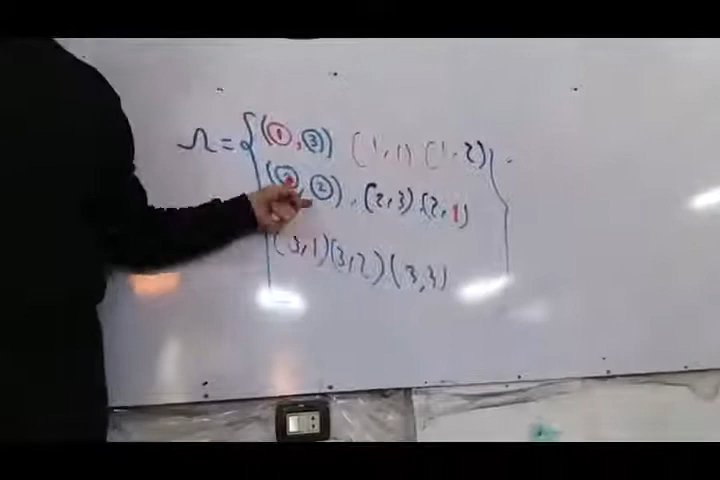 Ω = { (1, 3) (1, 1) (1, 2)
(2, 2), (2, 3) (2, 1)
(3, 1) (3, 2) (3, 3) }